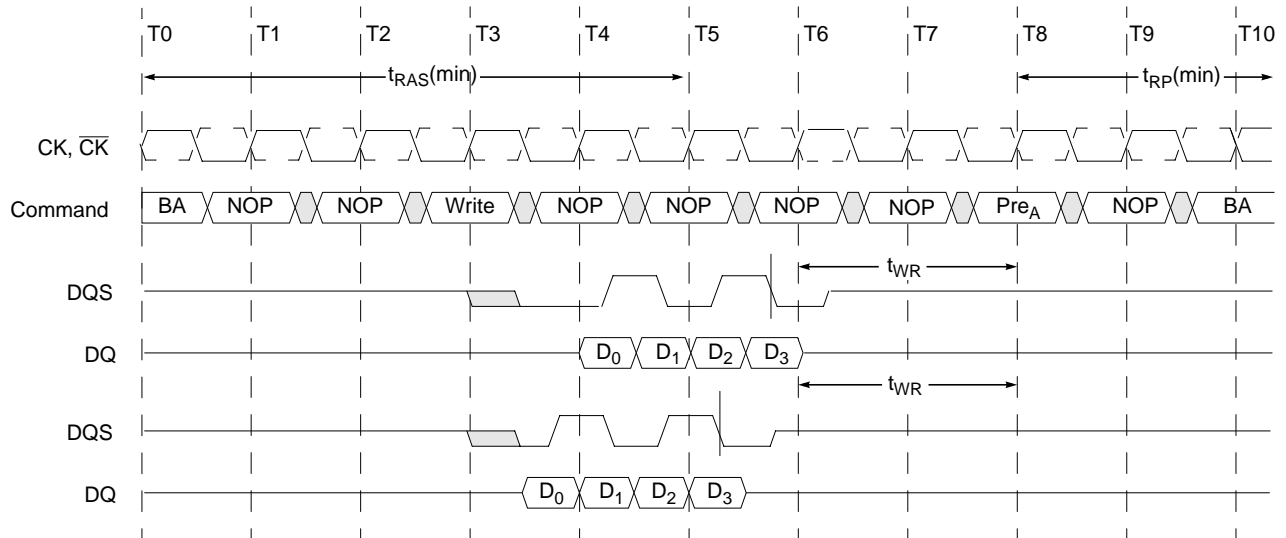 T0 T1 T2 T3 T4 T5 T6 T7 T8 T9 T10
tRAS(min) tRP(min)
CK, C̅K̅
Command BA NOP NOP Write NOP NOP NOP NOP PreA NOP BA
tWR
DQS
DQ D0 D1 D2 D3
tWR
DQS
DQ D0 D1 D2 D3